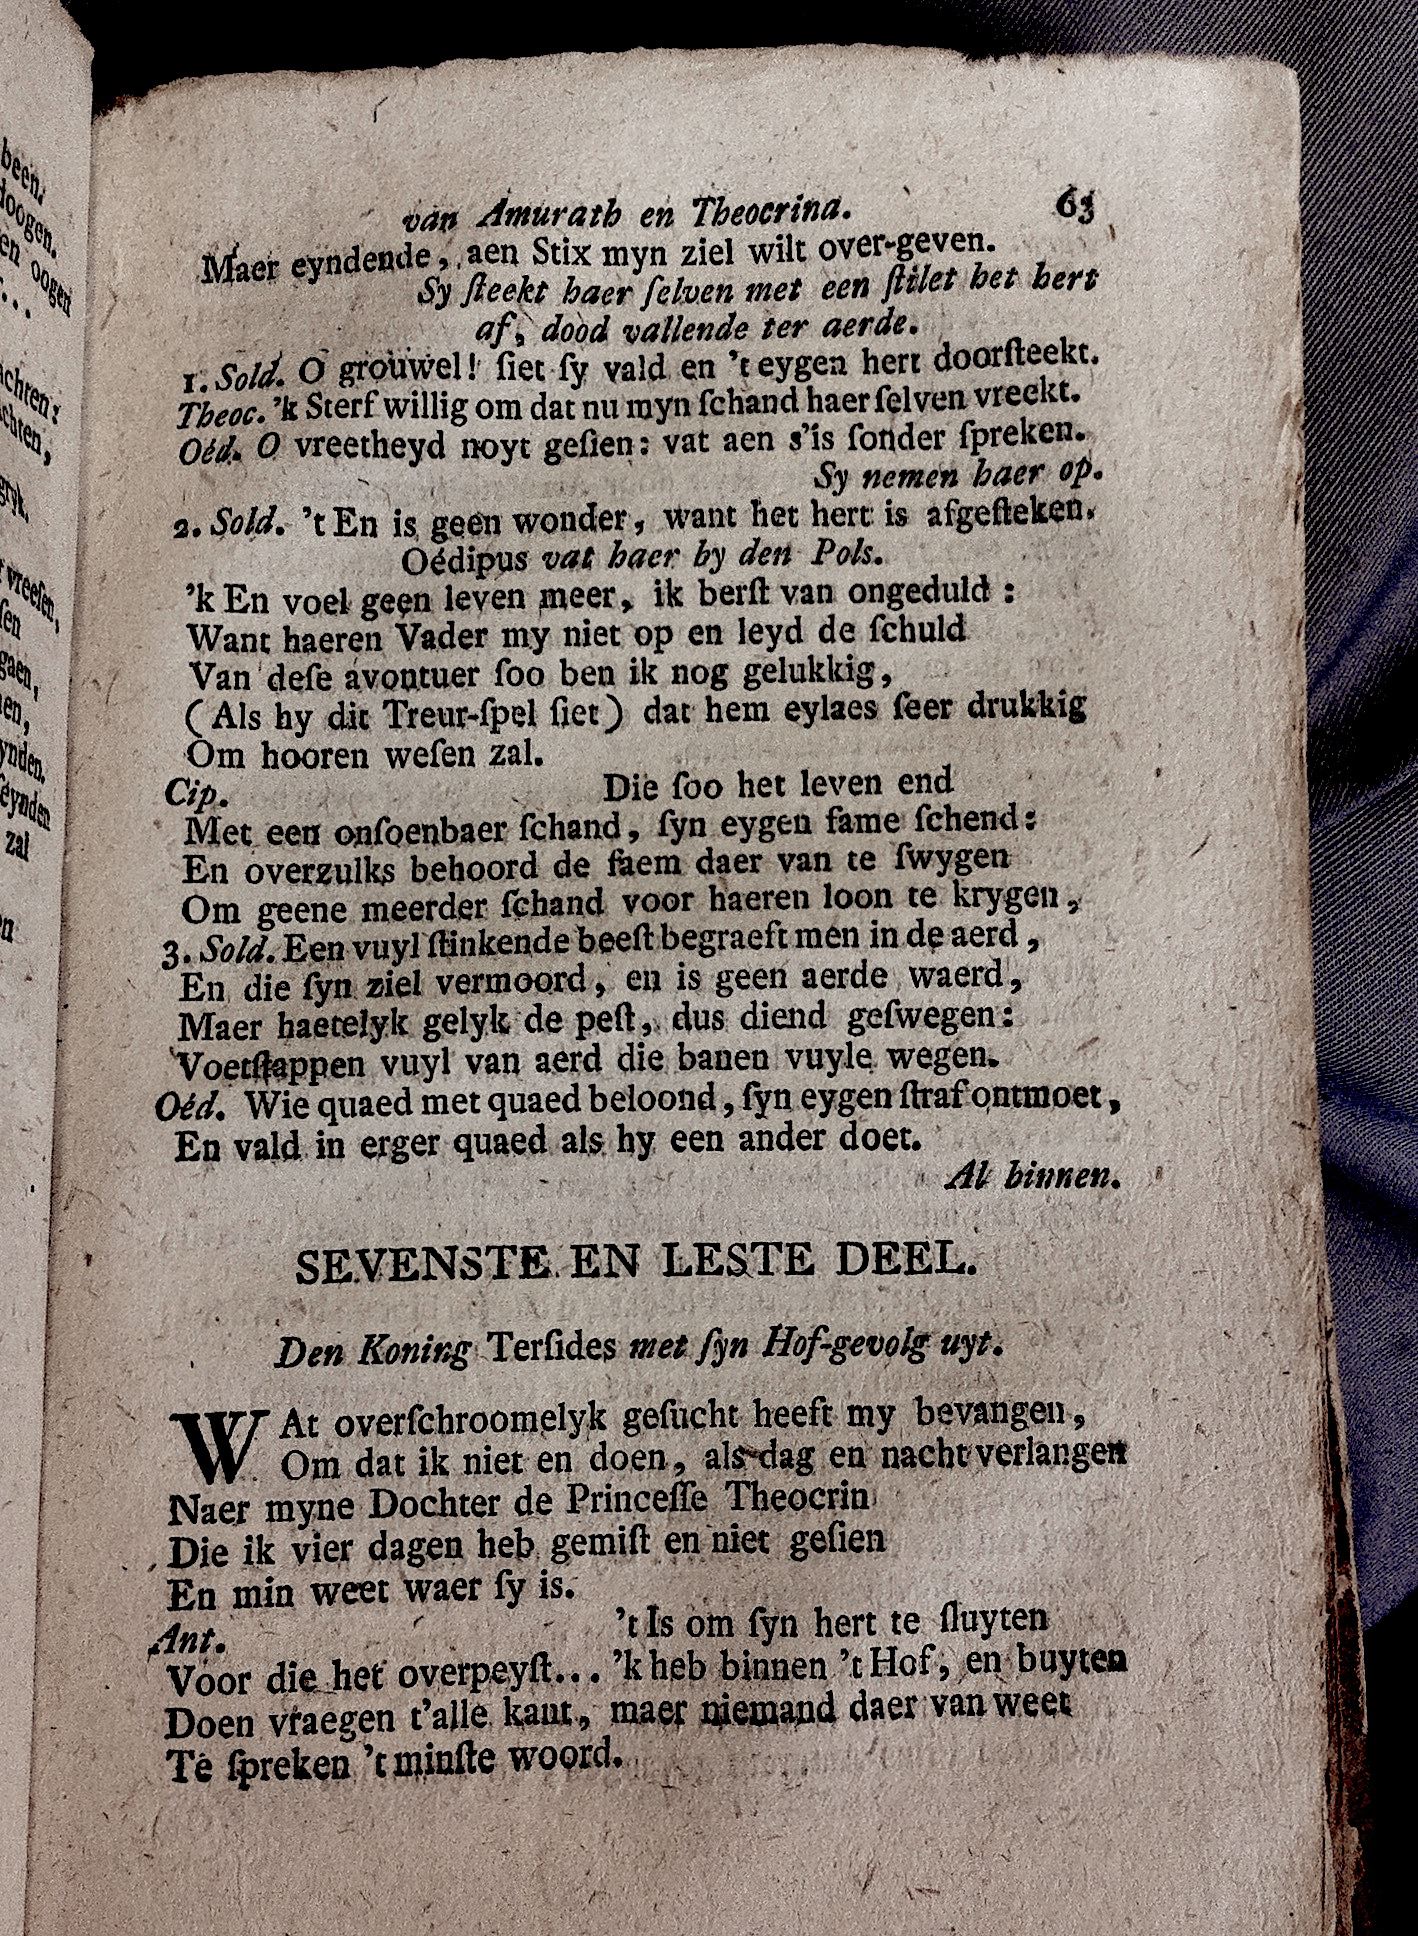 van Amurath en Theocrina. 63
Maer eyndende, aen Stix myn ziel wilt over-geven.
Sy ſteekt haer ſelven met een ſtilet het hert
af, dood vallende ter aerde.
1. Sold. O grouwel! ſiet ſy vald en 't eygen hert doorſteekt.
Theoc. 'k Sterf willig om dat nu myn ſchand haer ſelven vreekt.
Oéd. O vreetheyd noyt geſien: vat aen s'is ſonder ſpreken.
Sy nemen haer op.
2. Sold. 't En is geen wonder, want het hert is afgeſteken.
Oédipus vat haer by den Pols.
'k En voel geen leven meer, ik berſt van ongeduld:
Want haeren Vader my niet op en leyd de ſchuld
Van deſe avontuer ſoo ben ik nog gelukkig,
(Als hy dit Treur-ſpel ſiet) dat hem eylaes ſeer drukkig
Om hooren weſen zal.
Cip. Die ſoo het leven end
Met een onſoenbaer ſchand, ſyn eygen fame ſchend:
En overzulks behoord de faem daer van te ſwygen
Om geene meerder ſchand voor haeren loon te krygen,
3. Sold. Een vuyl ſtinkende beeſt begraeft men in de aerd,
En die ſyn ziel vermoord, en is geen aerde waerd,
Maer haetelyk gelyk de peſt, dus diend geſwegen:
Voetſtappen vuyl van aerd die banen vuyle wegen.
Oéd. Wie quaed met quaed beloond, ſyn eygen ſtraf ontmoet,
En vald in erger quaed als hy een ander doet.
Al binnen.
SEVENSTE EN LESTE DEEL.
Den Koning Terſides met ſyn Hof-gevolg uyt.
WAt overſchroomelyk geſucht heeft my bevangen,
Om dat ik niet en doen, als dag en nacht verlangen
Naer myne Dochter de Princeſſe Theocrin
Die ik vier dagen heb gemiſt en niet geſien
En min weet waer ſy is.
Ant. 't Is om ſyn hert te ſluyten
Voor die het overpeyſt... 'k heb binnen 't Hof, en buyten
Doen vraegen t'alle kant, maer niemand daer van weet
Te ſpreken 't minſte woord.